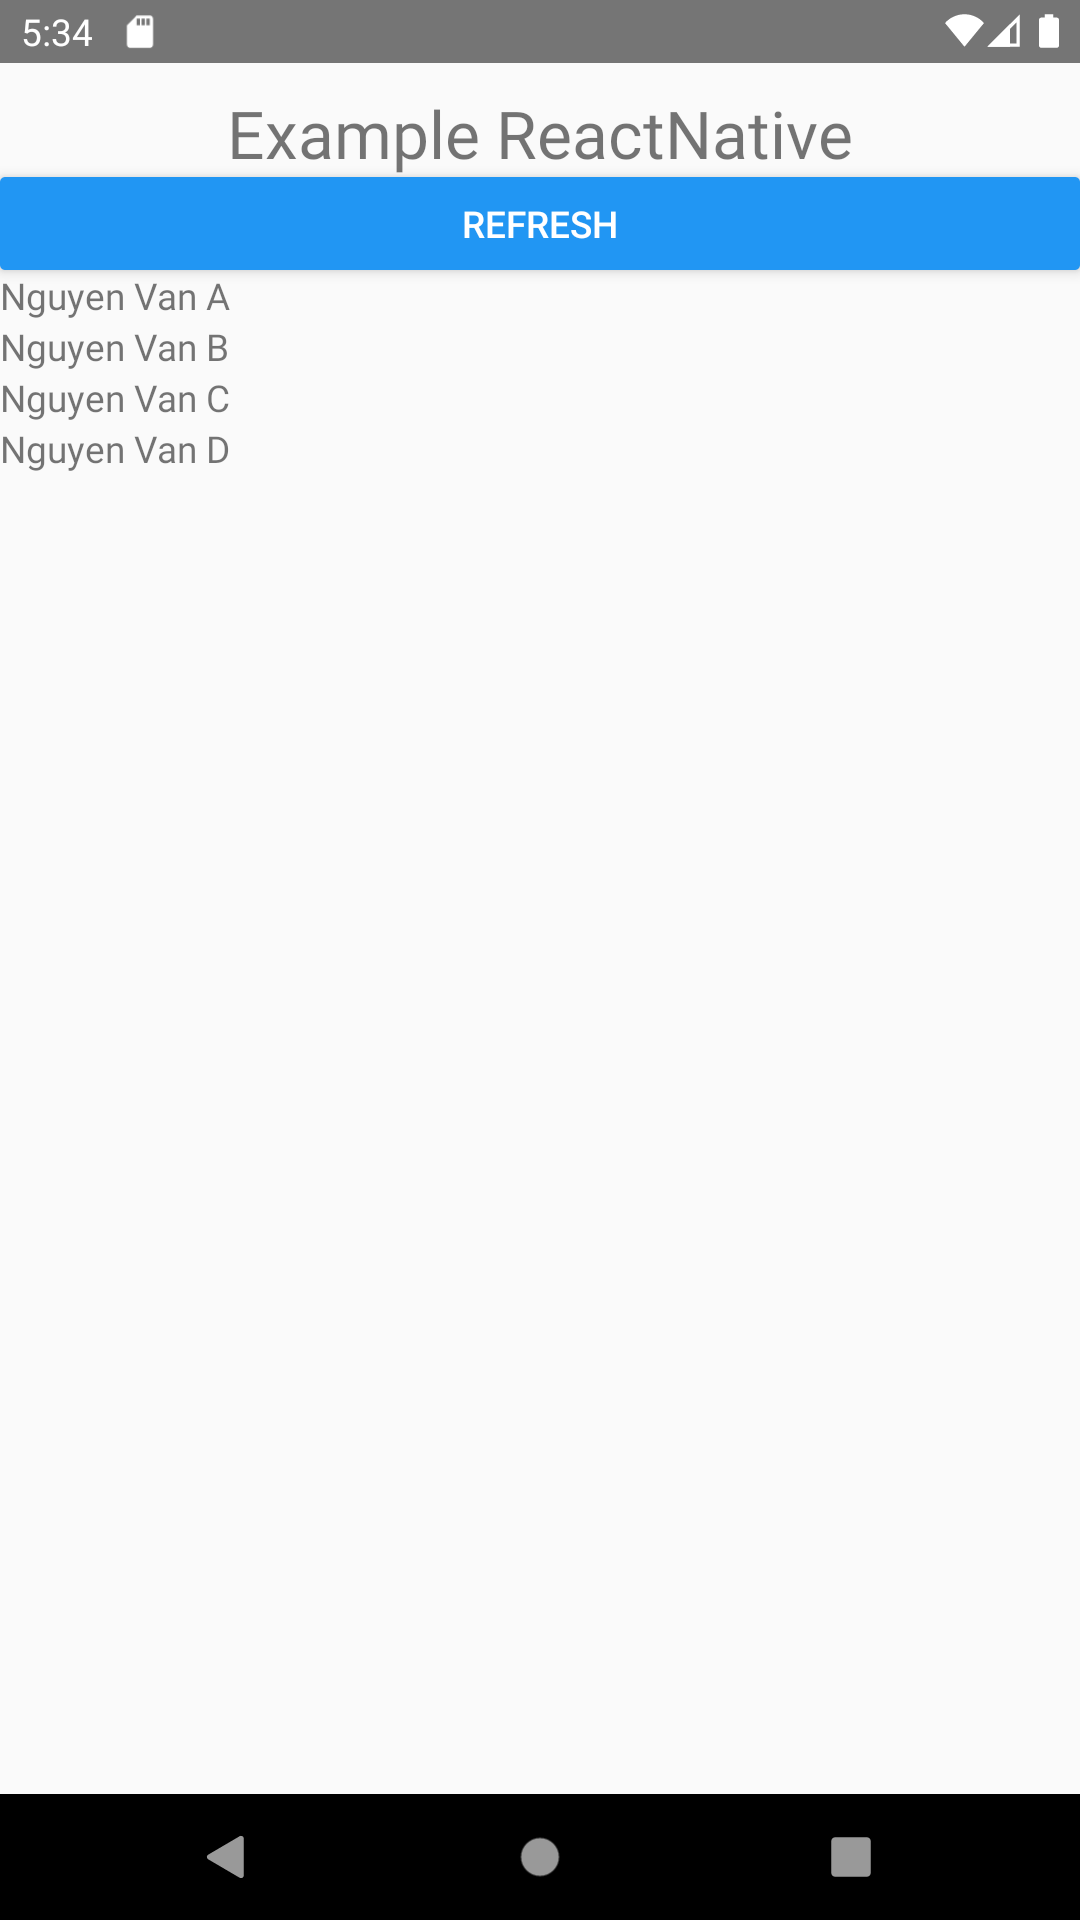 5:34
Example ReactNative
REFRESH
Nguyen Van A
Nguyen Van B
Nguyen Van C
Nguyen Van D